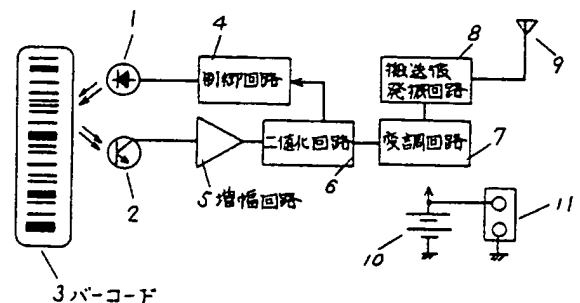 1
4
制御回路
8
搬送波
発振回路
9
二値化回路
変調回路
7
6
5 増幅回路
2
10
11
3 バーコード